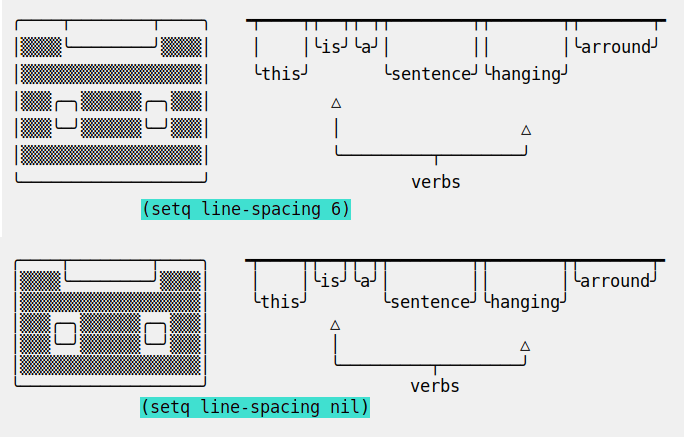 is a arround
this sentence hanging
verbs
(setq line-spacing 6)
is a arround
this sentence hanging
verbs
(setq line-spacing nil)